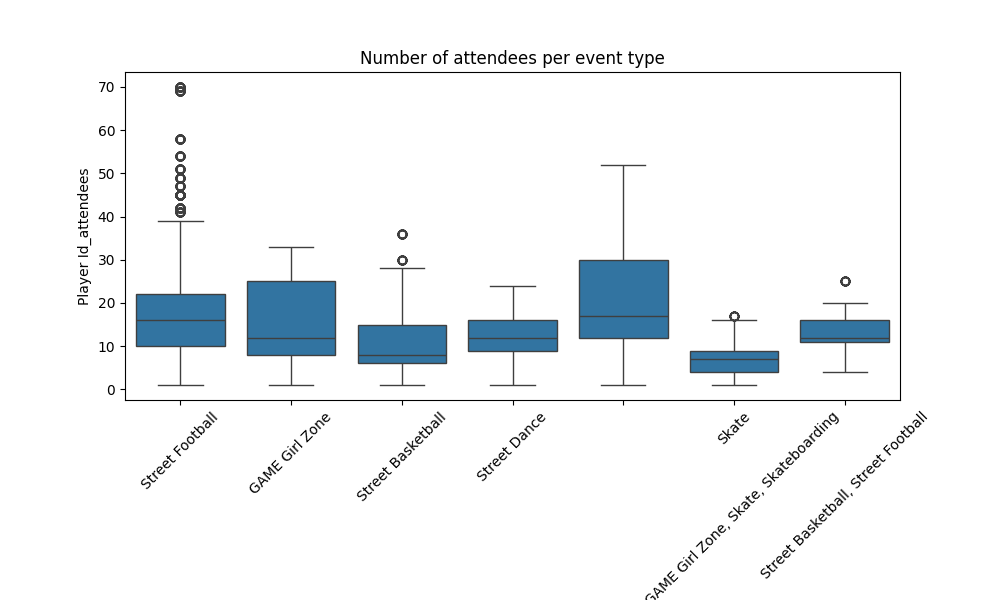 Number of attendees per event type
Player Id_attendees
70
60
50
40
30
20
10
0
Street Football
GAME Girl Zone
Street Basketball
Street Dance
Skate
GAME Girl Zone, Skate, Skateboarding
Street Basketball, Street Football